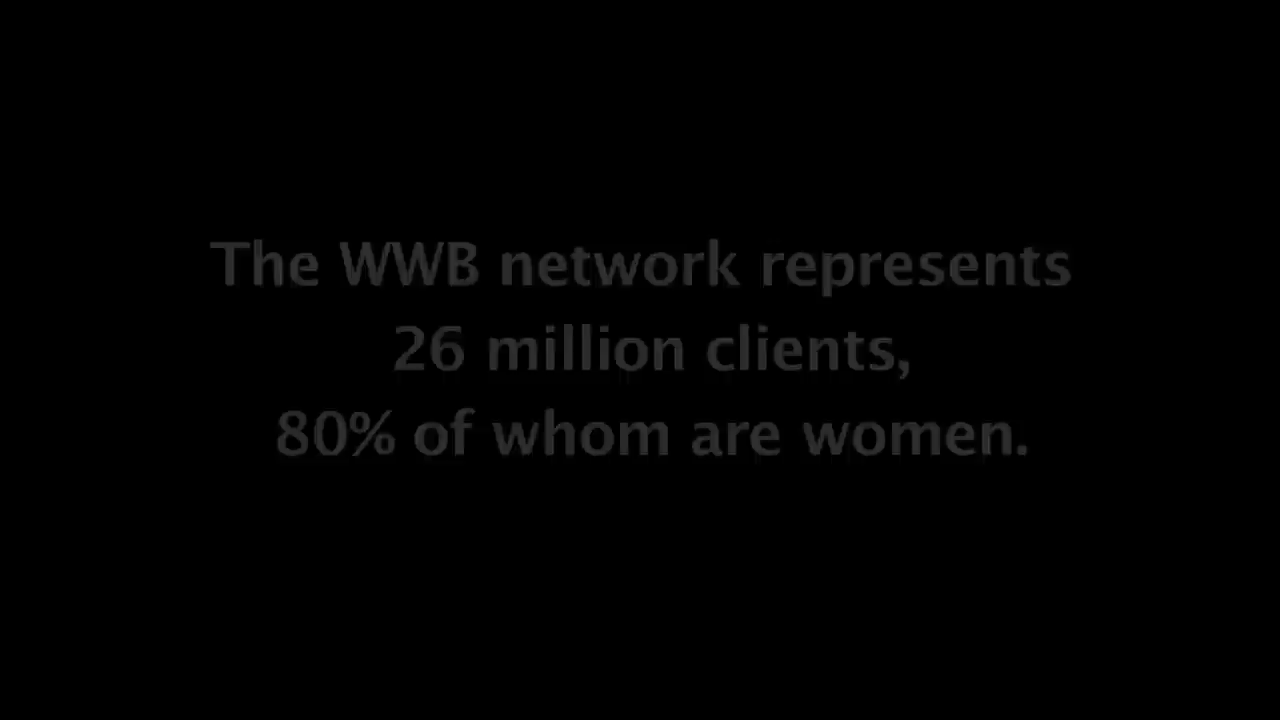 The WWB network represents
26 million clients,
80% of whom are women.